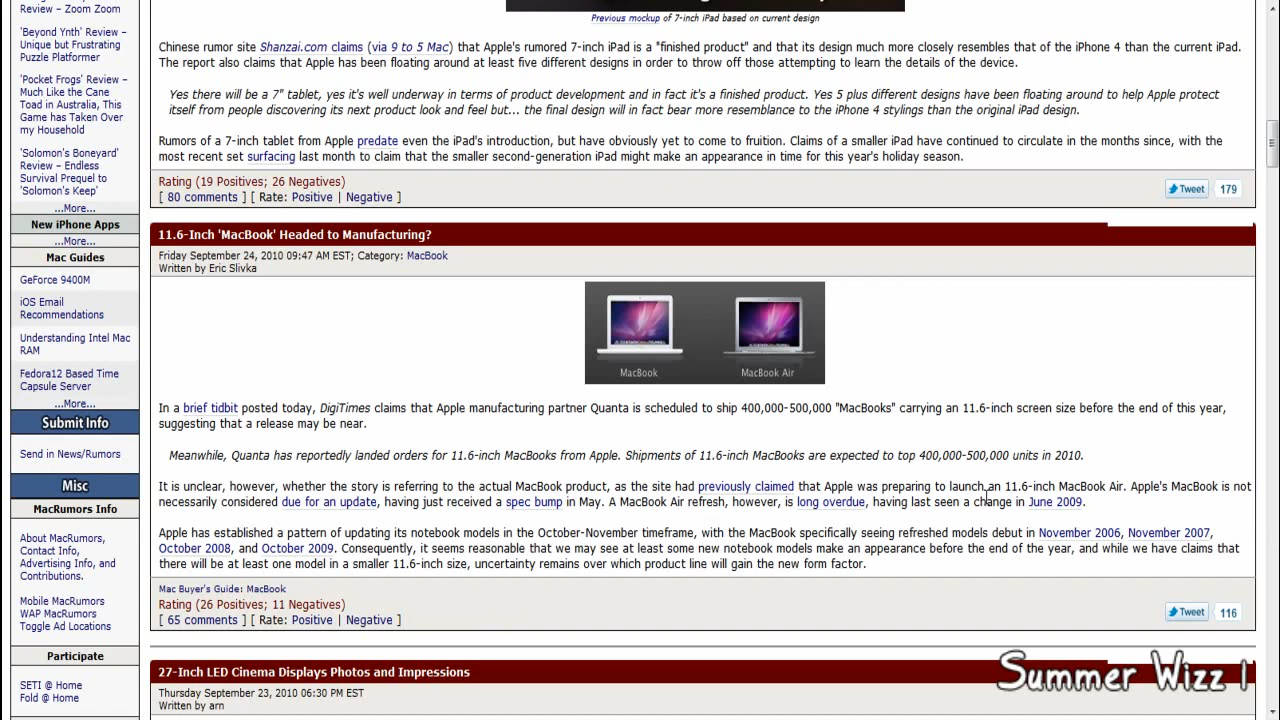 Review – Zoom Zoom
'Beyond Ynth' Review –
Unique but Frustrating
Puzzle Platformer
'Pocket Frogs' Review –
Much Like the Cane
Toad in Australia, This
Game has Taken Over
my Household
'Solomon's Boneyard'
Review – Endless
Survival Prequel to
'Solomon's Keep'
...More...
New iPhone Apps
...More...
Mac Guides
GeForce 9400M
iOS Email
Recommendations
Understanding Intel Mac
RAM
Fedora12 Based Time
Capsule Server
...More...
Submit Info
Send in News/Rumors
Misc
MacRumors Info
About MacRumors,
Contact Info,
Advertising Info, and
Contributions.
Mobile MacRumors
WAP MacRumors
Toggle Ad Locations
Participate
SETI @ Home
Fold @ Home
Previous mockup of 7-inch iPad based on current design
Chinese rumor site Shanzai.com claims (via 9 to 5 Mac) that Apple's rumored 7-inch iPad is a "finished product" and that its design much more closely resembles that of the iPhone 4 than the current iPad.
The report also claims that Apple has been floating around at least five different designs in order to throw off those attempting to learn the details of the device.
Yes there will be a 7" tablet, yes it's well underway in terms of product development and in fact it's a finished product. Yes 5 plus different designs have been floating around to help Apple protect
itself from people discovering its next product look and feel but... the final design will in fact bear more resemblance to the iPhone 4 stylings than the original iPad design.
Rumors of a 7-inch tablet from Apple predate even the iPad's introduction, but have obviously yet to come to fruition. Claims of a smaller iPad have continued to circulate in the months since, with the
most recent set surfacing last month to claim that the smaller second-generation iPad might make an appearance in time for this year's holiday season.
Rating (19 Positives; 26 Negatives)
[ 80 comments ] [ Rate: Positive | Negative ]
Tweet 179
11.6-Inch 'MacBook' Headed to Manufacturing?
Friday September 24, 2010 09:47 AM EST; Category: MacBook
Written by Eric Slivka
MacBook
MacBook Air
In a brief tidbit posted today, DigiTimes claims that Apple manufacturing partner Quanta is scheduled to ship 400,000-500,000 "MacBooks" carrying an 11.6-inch screen size before the end of this year,
suggesting that a release may be near.
Meanwhile, Quanta has reportedly landed orders for 11.6-inch MacBooks from Apple. Shipments of 11.6-inch MacBooks are expected to top 400,000-500,000 units in 2010.
It is unclear, however, whether the story is referring to the actual MacBook product, as the site had previously claimed that Apple was preparing to launch an 11.6-inch MacBook Air. Apple's MacBook is not
necessarily considered due for an update, having just received a spec bump in May. A MacBook Air refresh, however, is long overdue, having last seen a change in June 2009.
Apple has established a pattern of updating its notebook models in the October-November timeframe, with the MacBook specifically seeing refreshed models debut in November 2006, November 2007,
October 2008, and October 2009. Consequently, it seems reasonable that we may see at least some new notebook models make an appearance before the end of the year, and while we have claims that
there will be at least one model in a smaller 11.6-inch size, uncertainty remains over which product line will gain the new form factor.
Mac Buyer's Guide: MacBook
Rating (26 Positives; 11 Negatives)
[ 65 comments ] [ Rate: Positive | Negative ]
Tweet 116
27-Inch LED Cinema Displays Photos and Impressions
Thursday September 23, 2010 06:30 PM EST
Written by arn
Summer Wizz 1